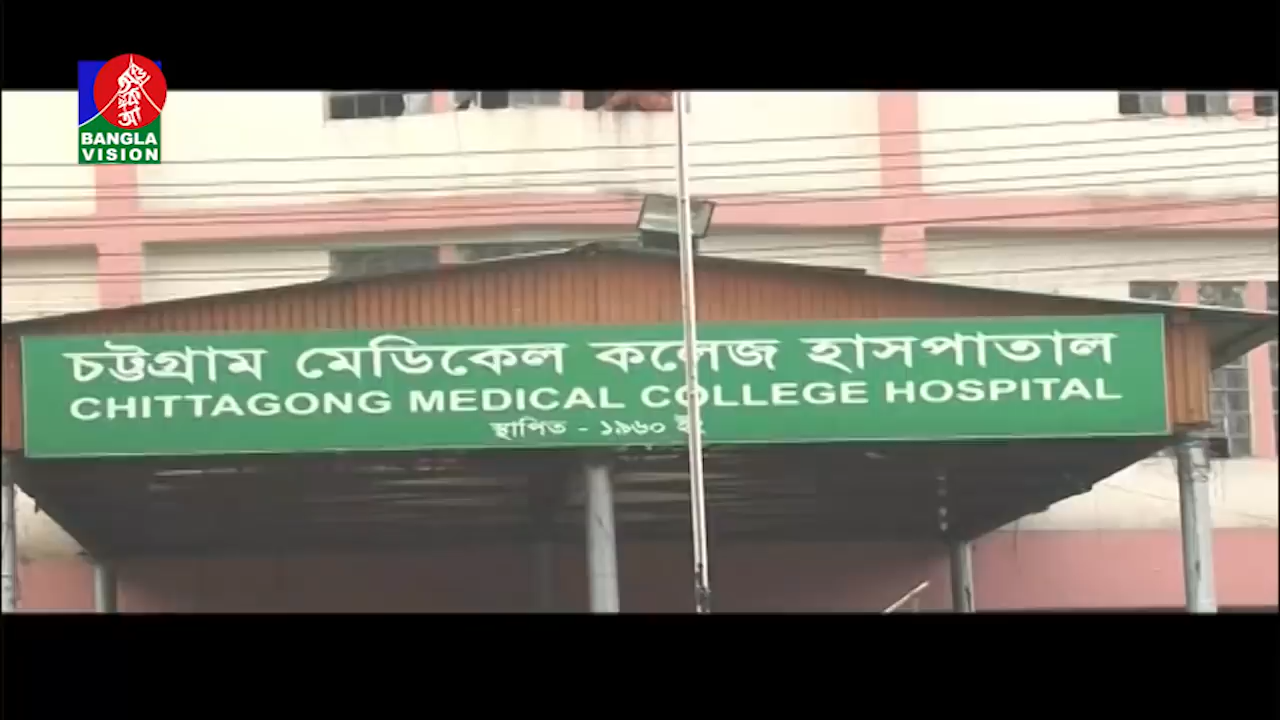 BANGLA
VISION
চট্টগ্রাম মেডিকেল কলেজ হাসপাতাল
CHITTAGONG MEDICAL COLLEGE HOSPITAL
স্থাপিত - ১৯৬০ ইং